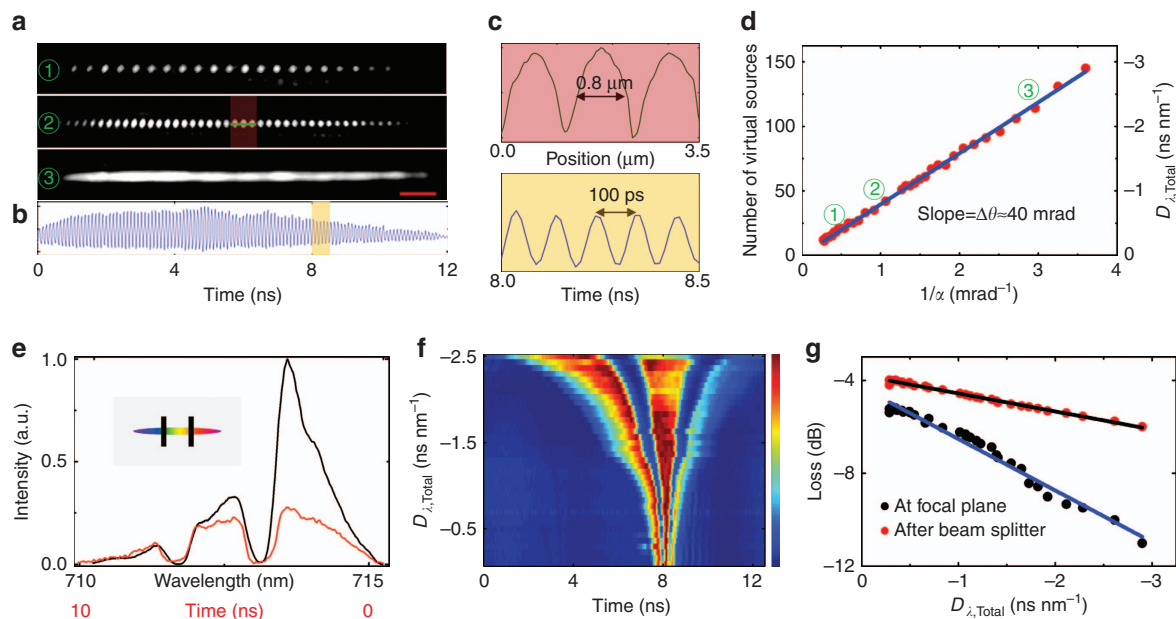 a
①
②
③
b
0 4 8 12
Time (ns)
c
0.8 μm
0.0 3.5
Position (μm)
100 ps
8.0 8.5
Time (ns)
d
Number of virtual sources
150
100
50
0
①
②
③
Slope=Δθ≈40 mrad
0 1 2 3 4
1/α (mrad⁻¹)
−3
−2
−1
0
Dλ,Total (ns nm⁻¹)
e
Intensity (a.u.)
1.0
0.5
0.0
710 715
Wavelength (nm)
10 0
Time (ns)
f
Dλ,Total (ns nm⁻¹)
−2.5
−1.5
−0.5
0 4 8 12
Time (ns)
g
Loss (dB)
−4
−8
−12
At focal plane
After beam splitter
0 −1 −2 −3
Dλ,Total (ns nm⁻¹)